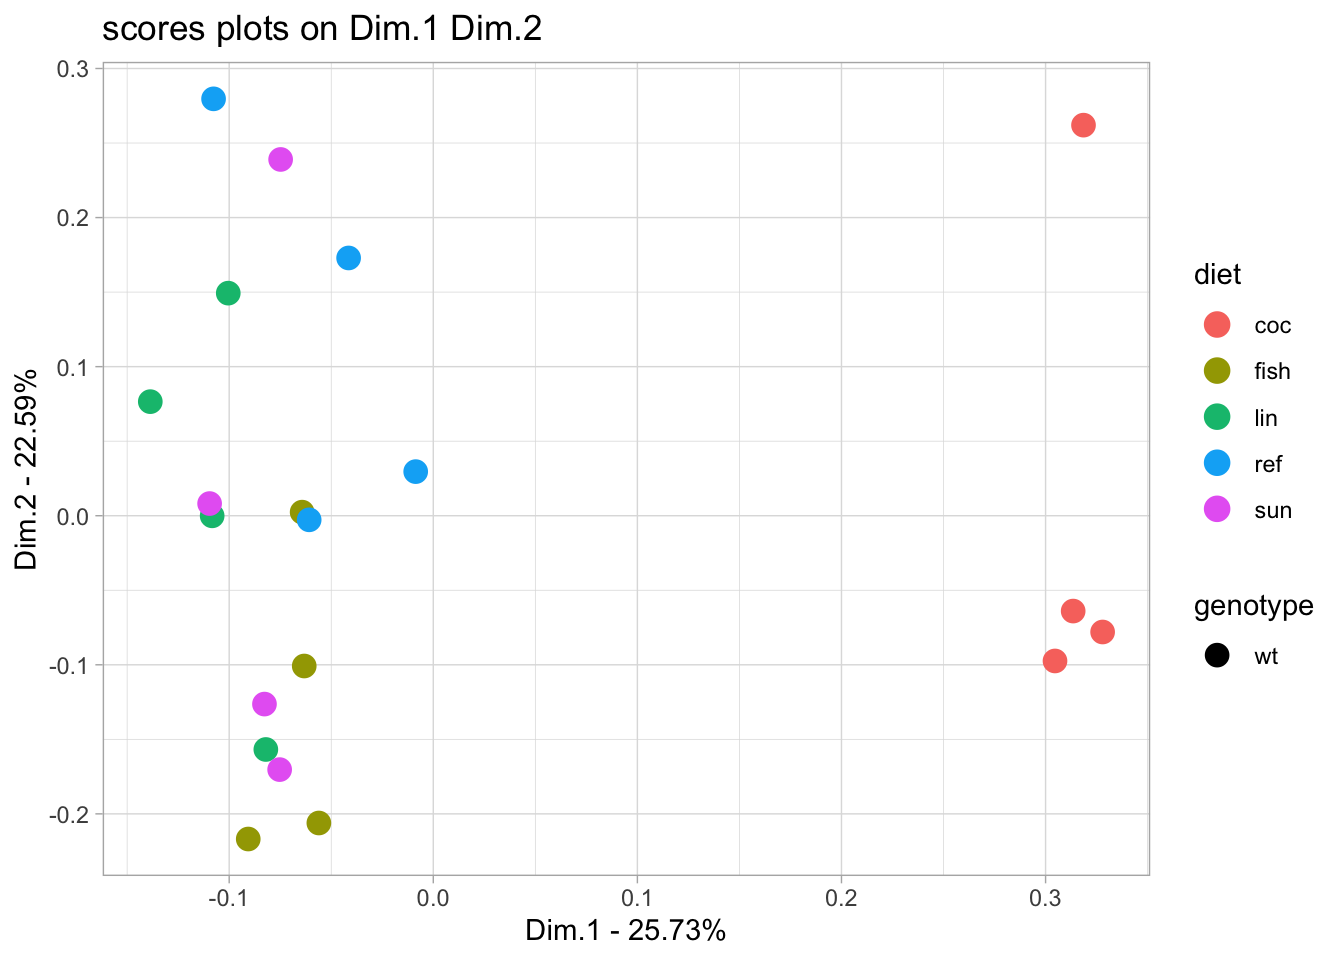 scores plots on Dim.1 Dim.2
0.3
0.2
0.1
0.0
-0.1
-0.2
Dim.2 - 22.59%
-0.1 0.0 0.1 0.2 0.3
Dim.1 - 25.73%
diet
coc
fish
lin
ref
sun
genotype
wt